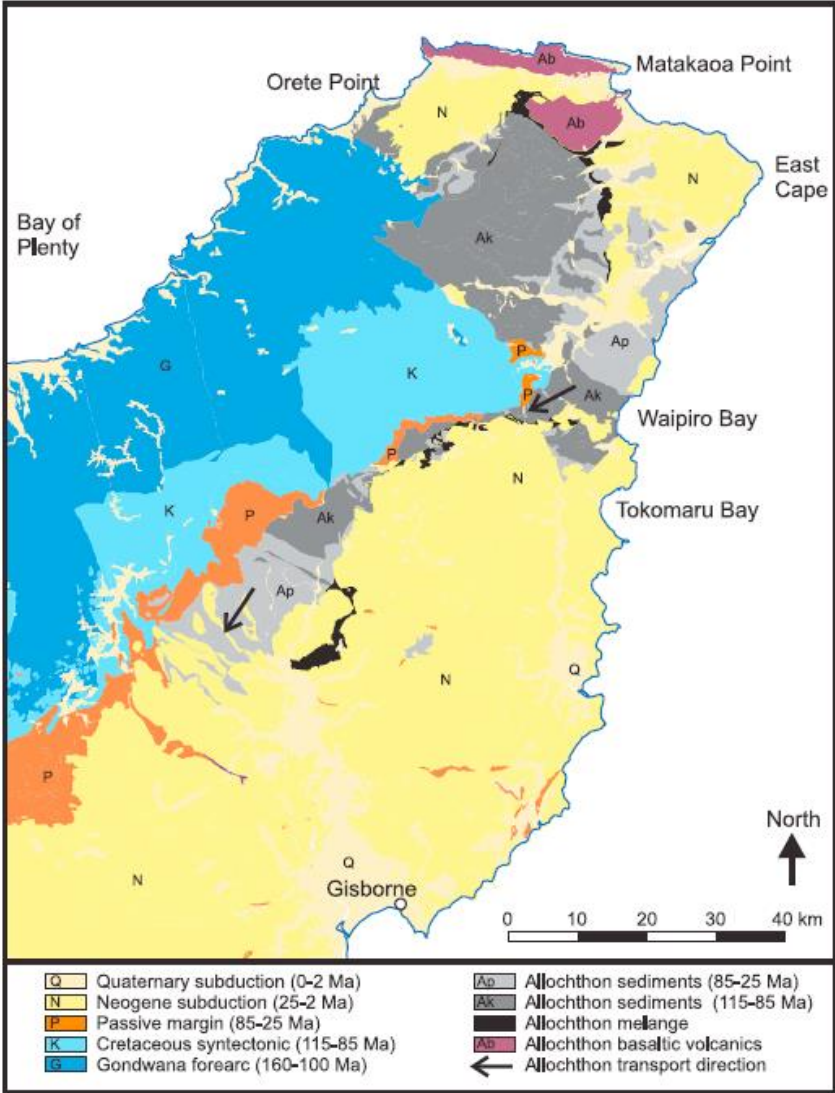 Ab
Matakaoa Point
Orete Point
N
Ab
East
Cape
N
Bay of
Plenty
Ak
G
P
Ap
K
P
Ak
Waipiro Bay
P
N
K
P
Ak
Tokomaru Bay
Ap
N
Q
P
North
Q
N
Gisborne
0 10 20 30 40 km
Q Quaternary subduction (0-2 Ma)
N Neogene subduction (25-2 Ma)
P Passive margin (85-25 Ma)
K Cretaceous syntectonic (115-85 Ma)
G Gondwana forearc (160-100 Ma)
Ap Allochthon sediments (85-25 Ma)
Ak Allochthon sediments (115-85 Ma)
Allochthon melange
Ab Allochthon basaltic volcanics
Allochthon transport direction